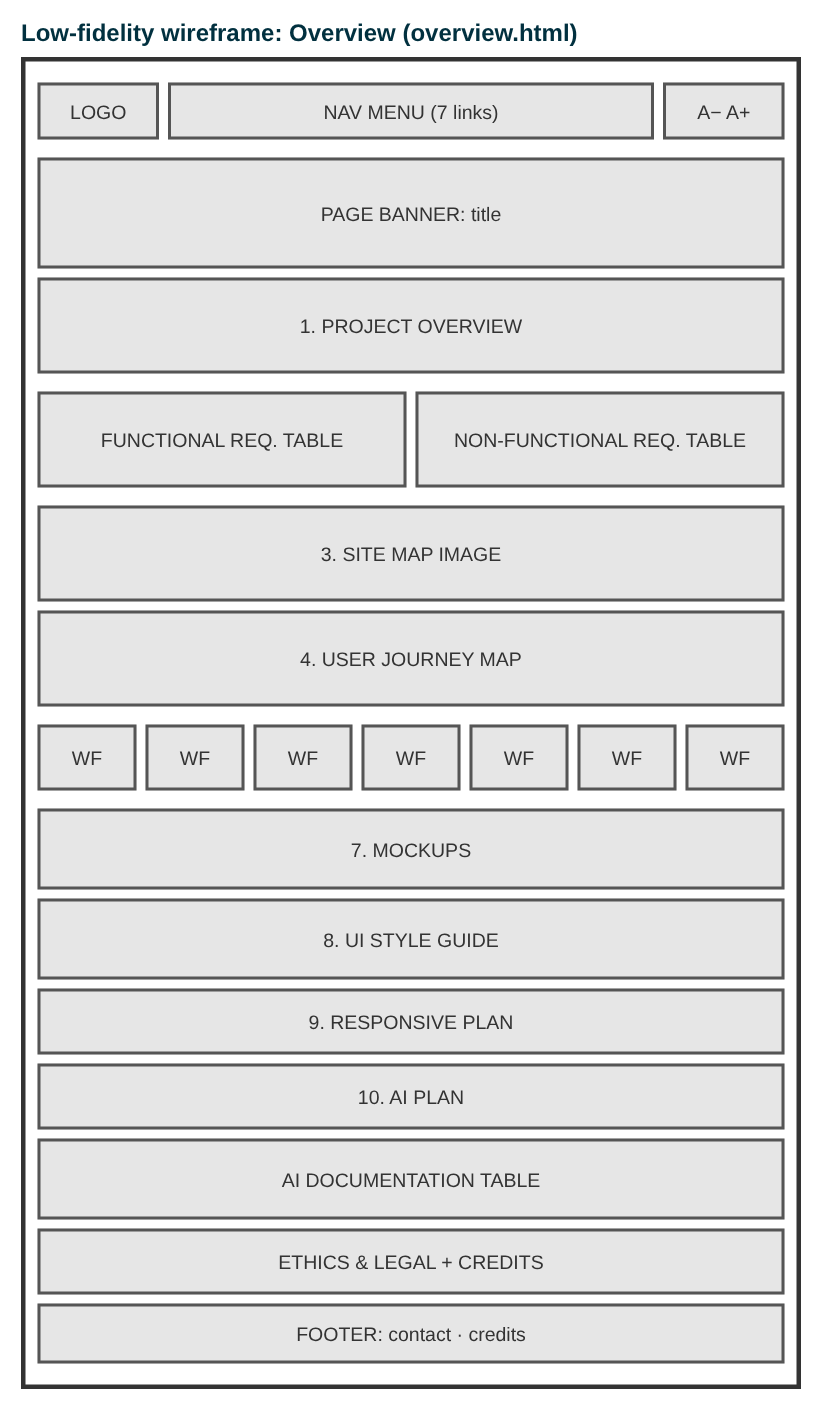 Low-fidelity wireframe: Overview (overview.html)
LOGO
NAV MENU (7 links)
A− A+
PAGE BANNER: title
1. PROJECT OVERVIEW
FUNCTIONAL REQ. TABLE
NON-FUNCTIONAL REQ. TABLE
3. SITE MAP IMAGE
4. USER JOURNEY MAP
WF
WF
WF
WF
WF
WF
WF
7. MOCKUPS
8. UI STYLE GUIDE
9. RESPONSIVE PLAN
10. AI PLAN
AI DOCUMENTATION TABLE
ETHICS & LEGAL + CREDITS
FOOTER: contact · credits